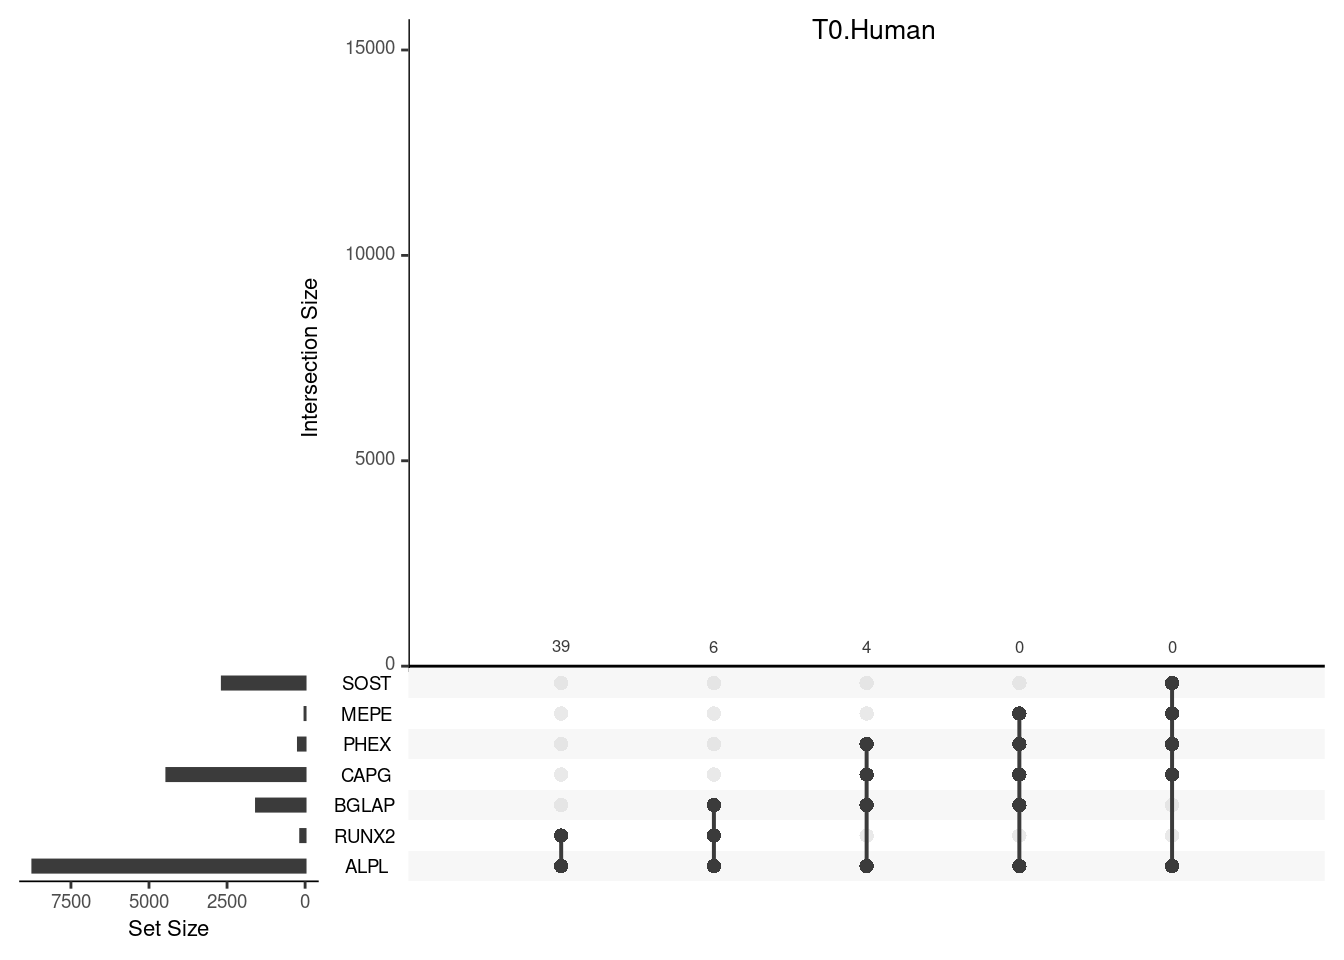 T0.Human
15000
10000
5000
0
Intersection Size
39 6 4 0 0
SOST
MEPE
PHEX
CAPG
BGLAP
RUNX2
ALPL
7500 5000 2500 0
Set Size